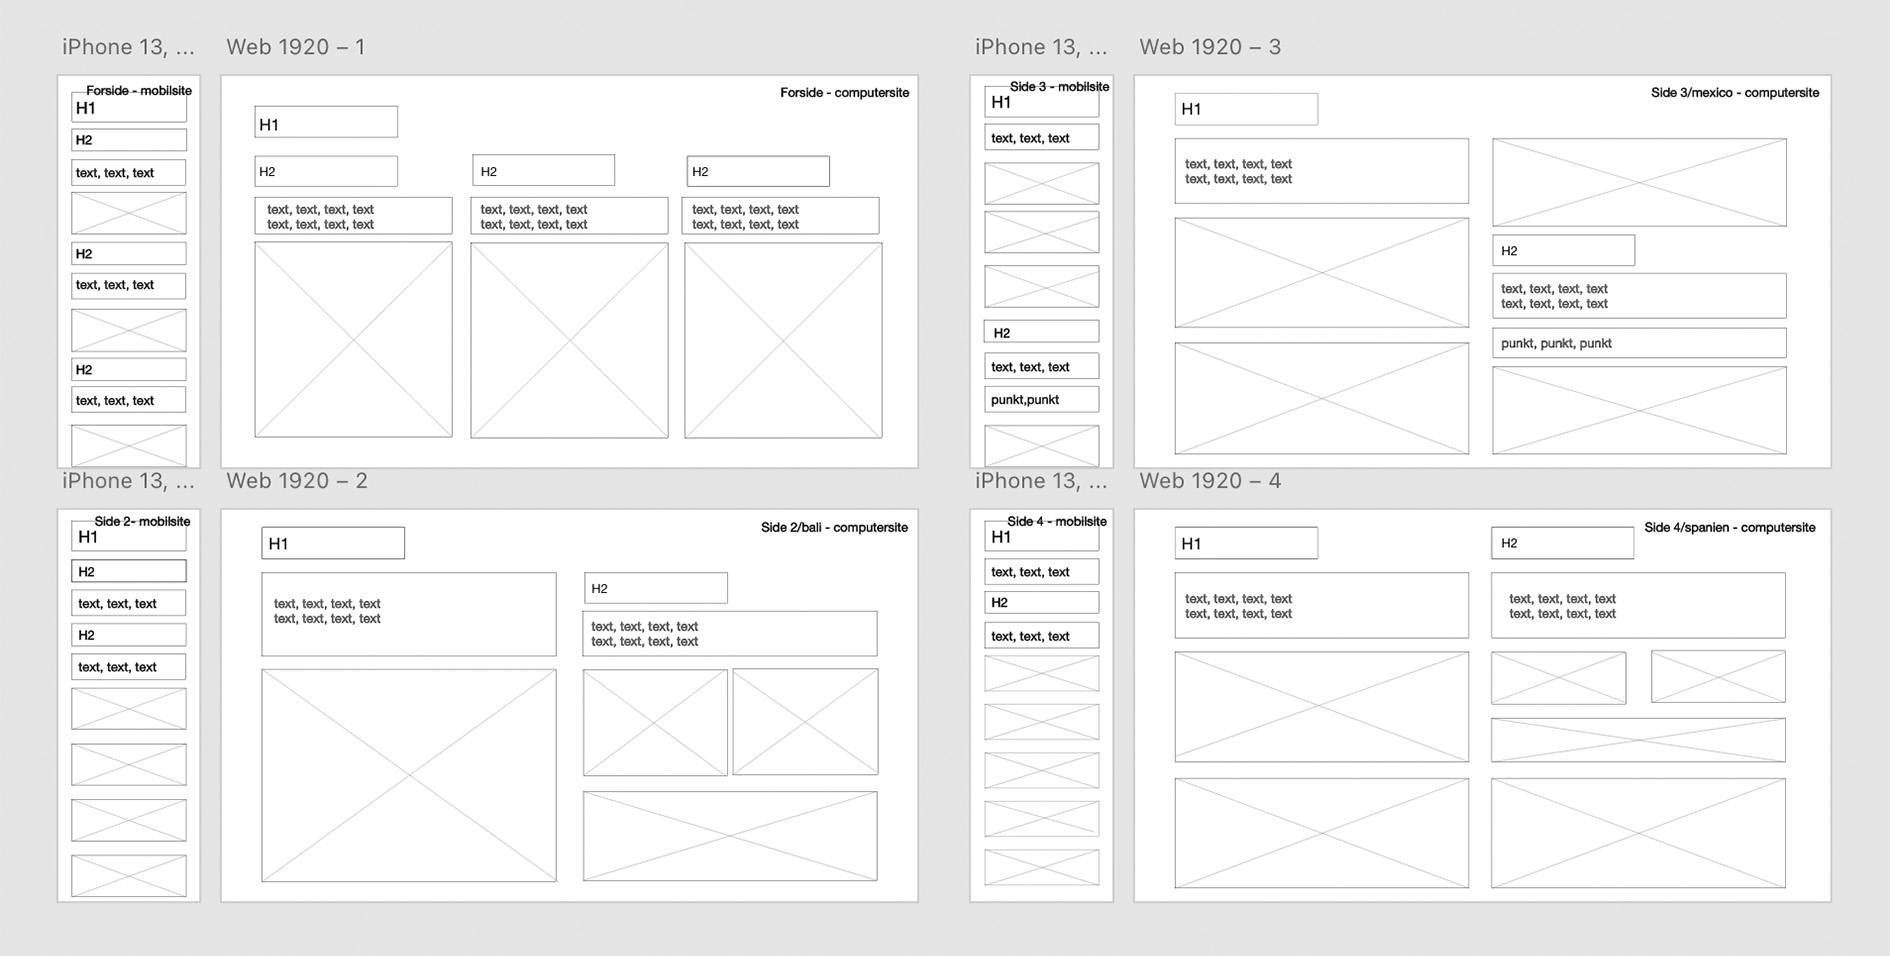 iPhone 13, ...
Forside - mobilsite
H1
H2
text, text, text
H2
text, text, text
H2
text, text, text
Web 1920 – 1
Forside - computersite
H1
H2
H2
H2
text, text, text, text
text, text, text, text
text, text, text, text
text, text, text, text
text, text, text, text
text, text, text, text
iPhone 13, ...
Side 3 - mobilsite
H1
text, text, text
H2
text, text, text
punkt,punkt
Web 1920 – 3
Side 3/mexico - computersite
H1
text, text, text, text
text, text, text, text
H2
text, text, text, text
text, text, text, text
punkt, punkt, punkt
iPhone 13, ...
Side 2- mobilsite
H1
H2
text, text, text
H2
text, text, text
Web 1920 – 2
Side 2/bali - computersite
H1
text, text, text, text
text, text, text, text
H2
text, text, text, text
text, text, text, text
iPhone 13, ...
Side 4 - mobilsite
H1
text, text, text
H2
text, text, text
Web 1920 – 4
Side 4/spanien - computersite
H1
text, text, text, text
text, text, text, text
H2
text, text, text, text
text, text, text, text